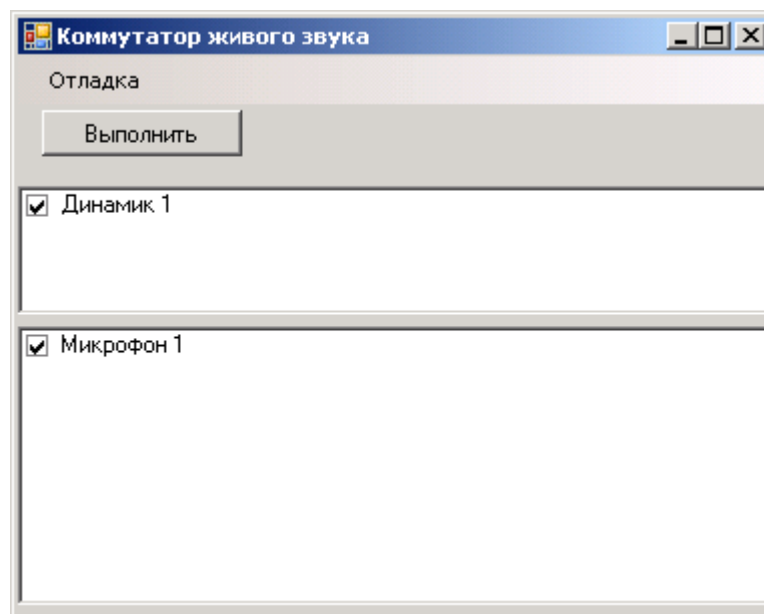 Коммутатор живого звука
Отладка
Выполнить
Динамик 1
Микрофон 1